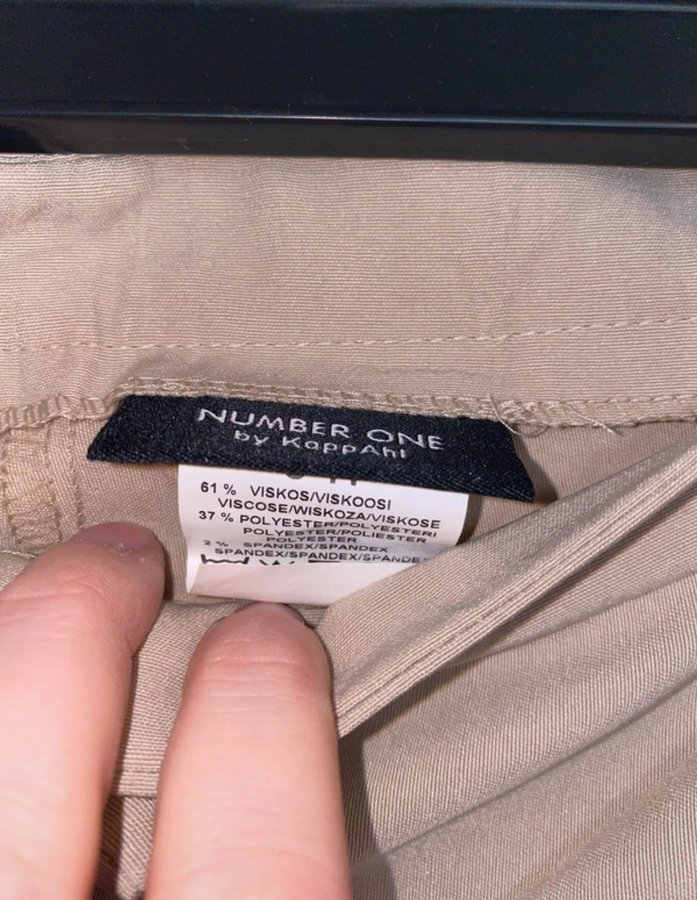 NUMBER ONE
by KappAhl
61 % VISKOS/VISKOOSI
VISCOSE/WISKOZA/VISKOSE
37 % POLYESTER/POLYESTERI
POLYESTER/POLIESTER
POLYESTER
2 % SPANDEX/SPANDEX
SPANDEX/SPANDEX/SPANDEX